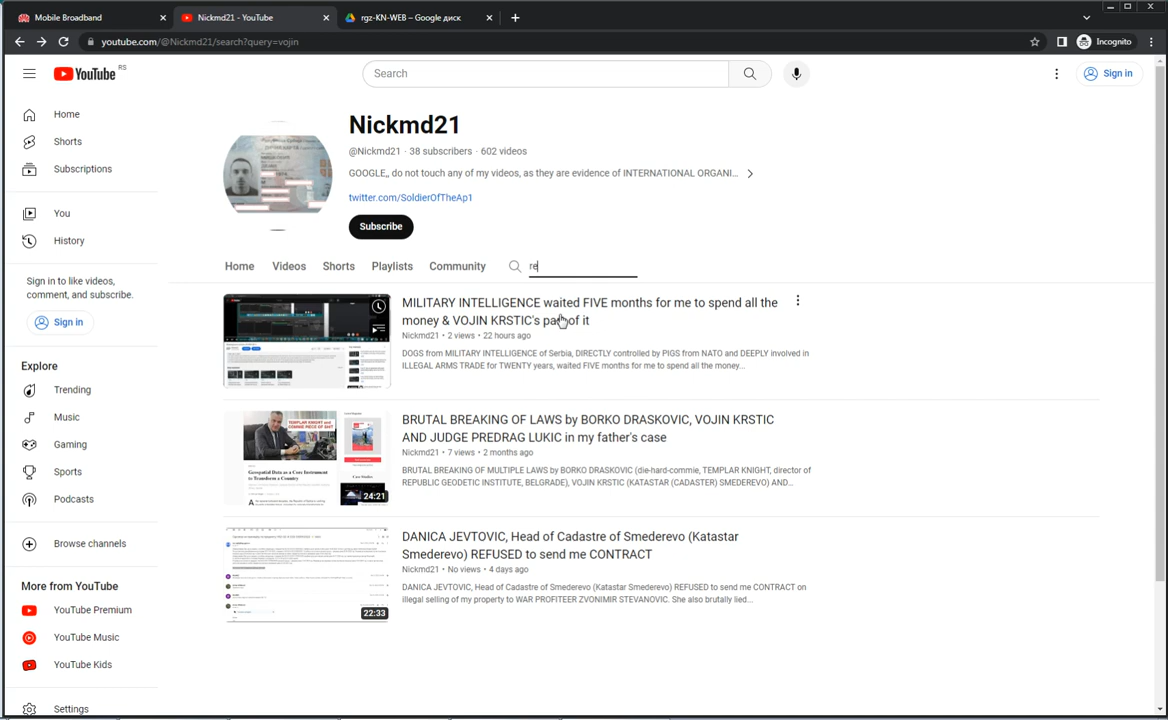 Mobile Broadband
Nickmd21 - YouTube
rgz-KN-WEB – Google диск
youtube.com/@Nickmd21/search?query=vojin
Incognito
YouTube RS
Search
Sign in
Home
Shorts
Subscriptions
You
History
Sign in to like videos,
comment, and subscribe.
Sign in
Explore
Trending
Music
Gaming
Sports
Podcasts
Browse channels
More from YouTube
YouTube Premium
YouTube Music
YouTube Kids
Settings
Nickmd21
@Nickmd21 · 38 subscribers · 602 videos
GOOGLE,, do not touch any of my videos, as they are evidence of INTERNATIONAL ORGANI...
twitter.com/SoldierOfTheAp1
Subscribe
Home Videos Shorts Playlists Community re
MILITARY INTELLIGENCE waited FIVE months for me to spend all the
money & VOJIN KRSTIC's part of it
Nickmd21 • 2 views • 22 hours ago
DOGS from MILITARY INTELLIGENCE of Serbia, DIRECTLY controlled by PIGS from NATO and DEEPLY involved in
ILLEGAL ARMS TRADE for TWENTY years, waited FIVE months for me to spend all the money...
BRUTAL BREAKING OF LAWS by BORKO DRASKOVIC, VOJIN KRSTIC
AND JUDGE PREDRAG LUKIC in my father's case
Nickmd21 • 7 views • 2 months ago
BRUTAL BREAKING OF MULTIPLE LAWS by BORKO DRASKOVIC (die-hard-commie, TEMPLAR KNIGHT, director of
REPUBLIC GEODETIC INSTITUTE, BELGRADE), VOJIN KRSTIC (KATASTAR (CADASTER) SMEDEREVO) AND...
TEMPLAR KNIGHT
Geospatial Data as a Core Instrument
to Transform a Country
24:21
DANICA JEVTOVIC, Head of Cadastre of Smederevo (Katastar
Smederevo) REFUSED to send me CONTRACT
Nickmd21 • No views • 4 days ago
DANICA JEVTOVIC, Head of Cadastre of Smederevo (Katastar Smederevo) REFUSED to send me CONTRACT on
illegal selling of my property to WAR PROFITEER ZVONIMIR STEVANOVIC. She also brutally lied...
22:33